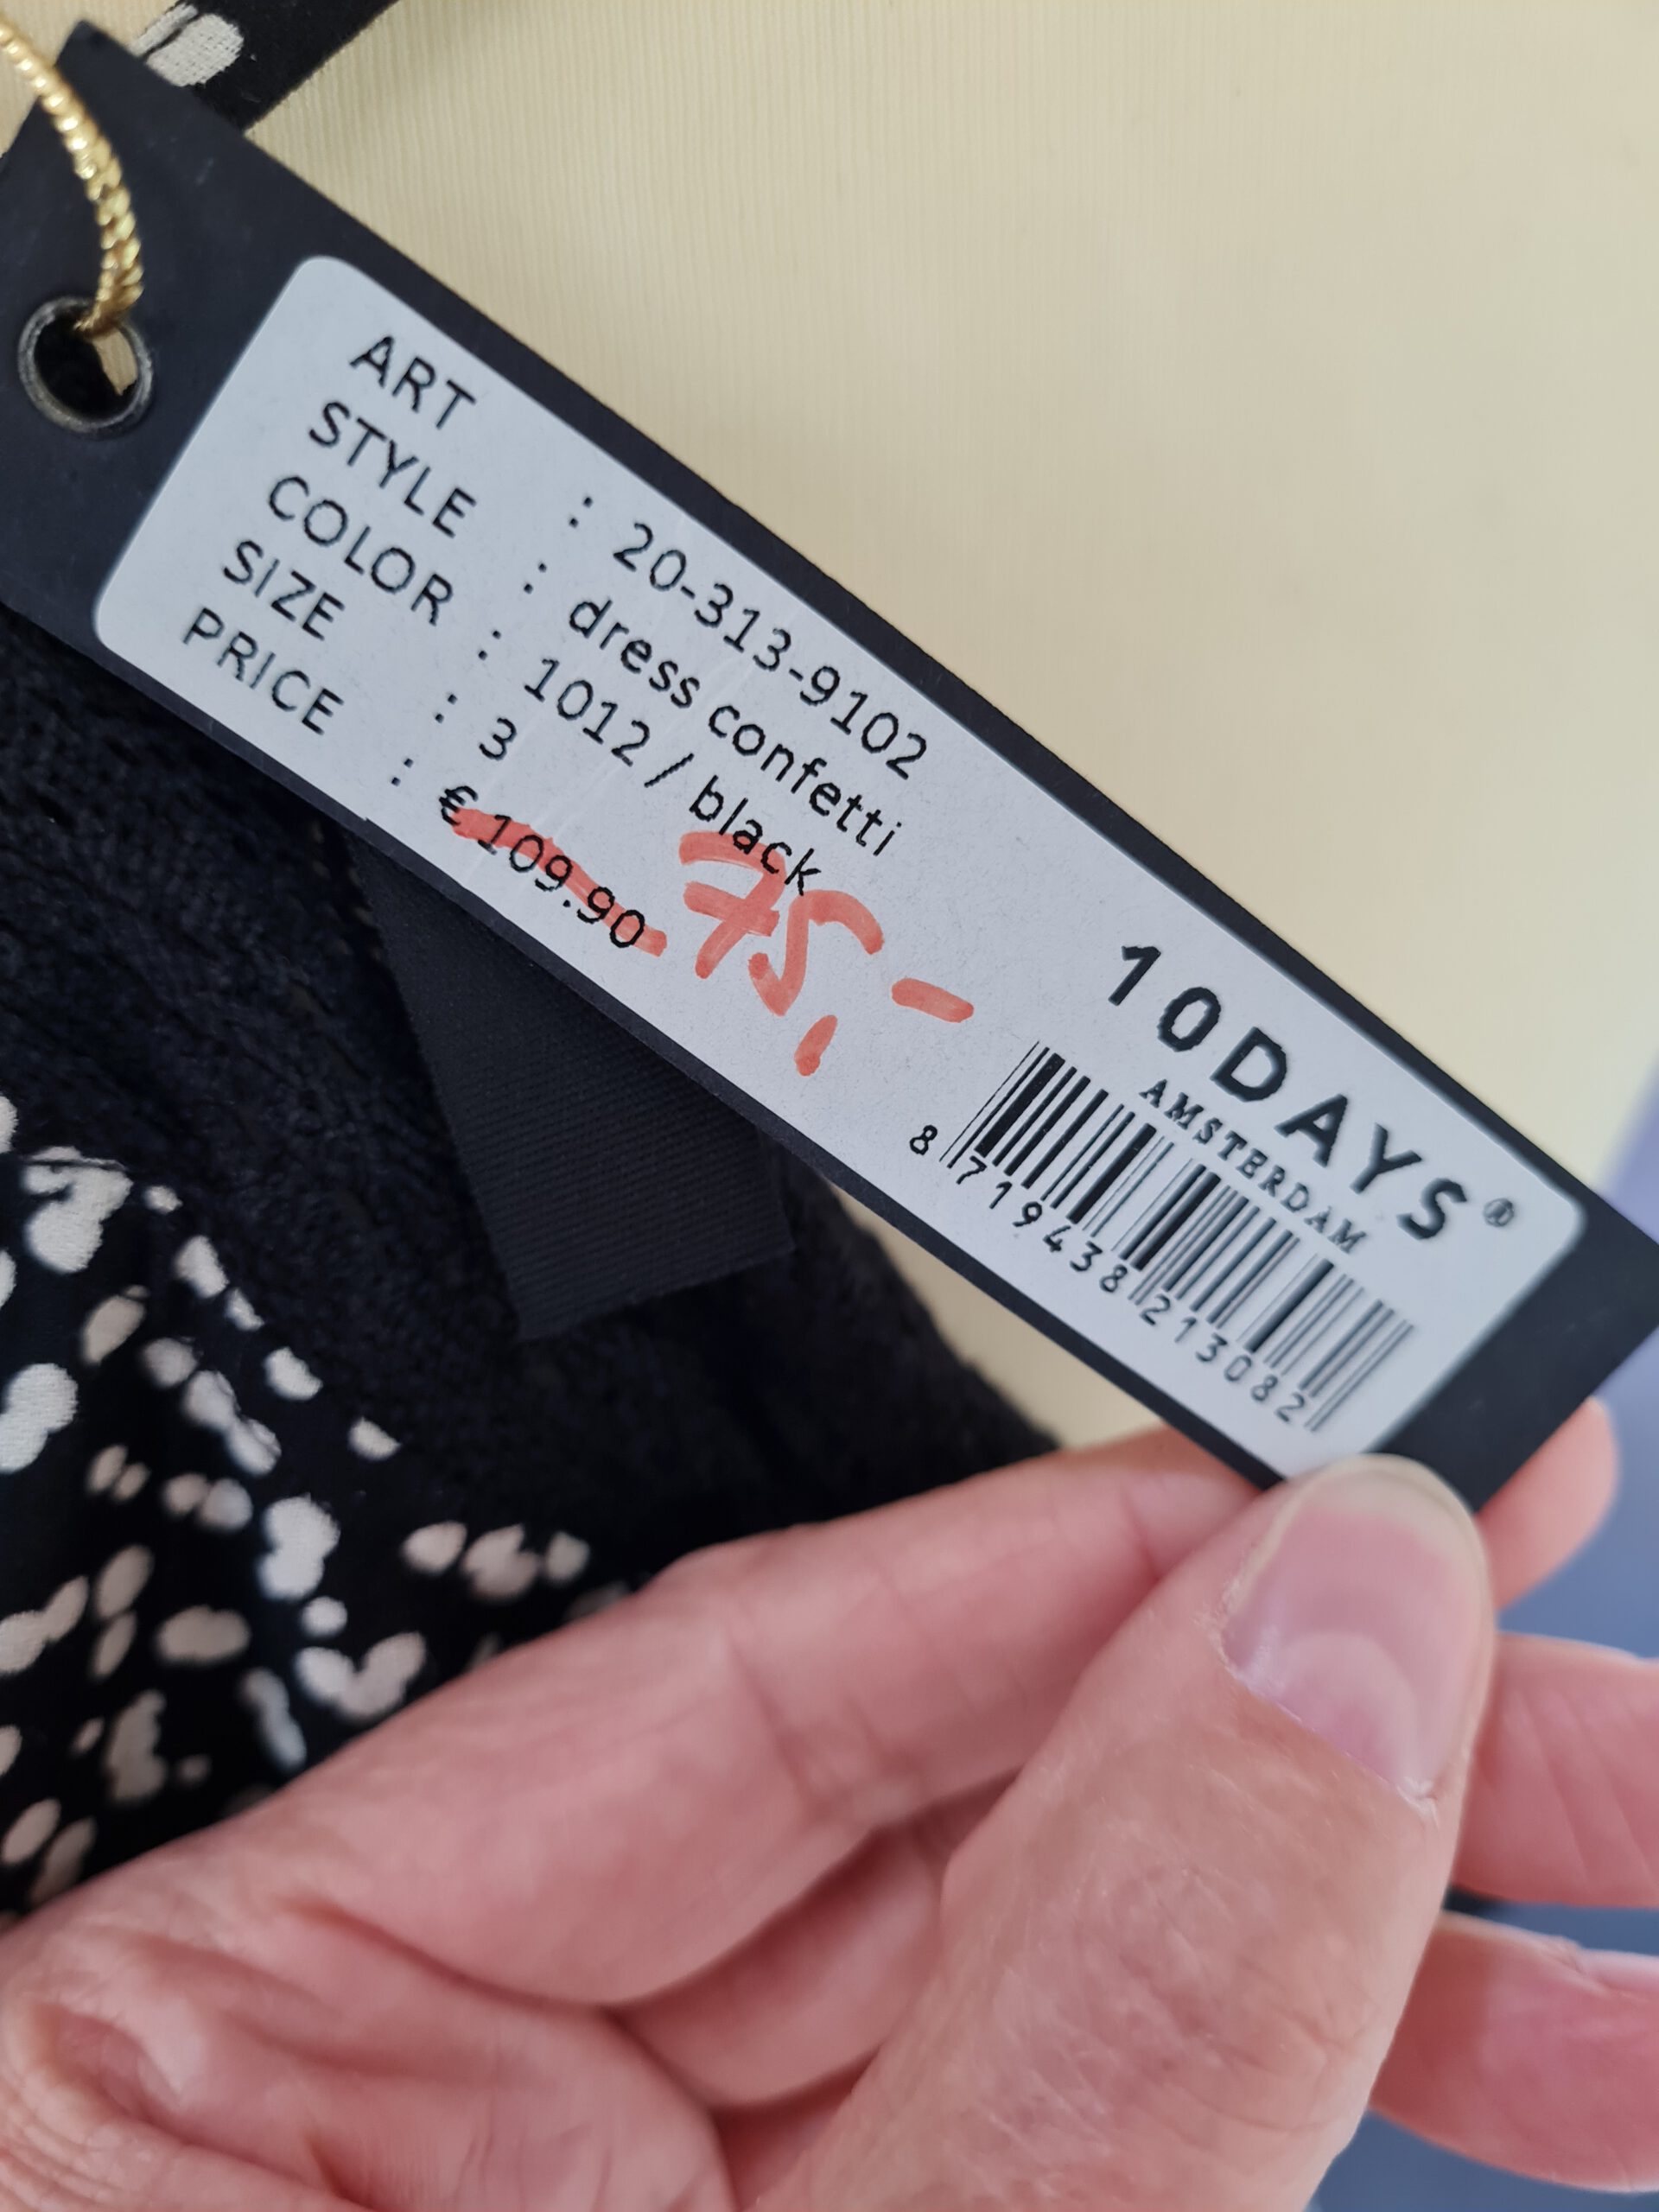 ART : 20-313-9102
STYLE : dress confetti
COLOR : 1012 / black
SIZE : 3
PRICE : € 109.90 75,-
10DAYS®
AMSTERDAM
8 719438 213082